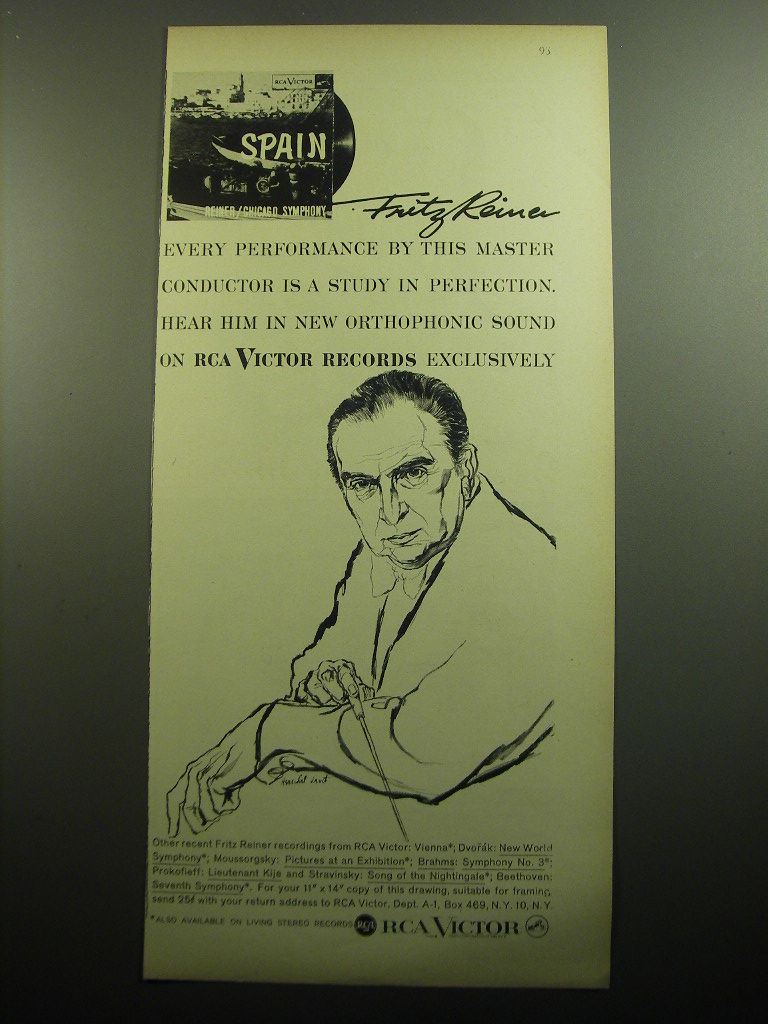 93
RCA VICTOR
SPAIN
REINER/CHICAGO SYMPHONY
Fritz Reiner
EVERY PERFORMANCE BY THIS MASTER
CONDUCTOR IS A STUDY IN PERFECTION.
HEAR HIM IN NEW ORTHOPHONIC SOUND
ON RCA VICTOR RECORDS EXCLUSIVELY
Other recent Fritz Reiner recordings from RCA Victor: Vienna*; Dvořák: New World
Symphony*; Moussorgsky: Pictures at an Exhibition*; Brahms: Symphony No. 3*;
Prokofieff: Lieutenant Kije and Stravinsky: Song of the Nightingale*; Beethoven:
Seventh Symphony*. For your 11" x 14" copy of this drawing, suitable for framing,
send 25¢ with your return address to RCA Victor, Dept. A-1, Box 469, N.Y. 10, N.Y.
*ALSO AVAILABLE ON LIVING STEREO RECORDS RCA RCA VICTOR